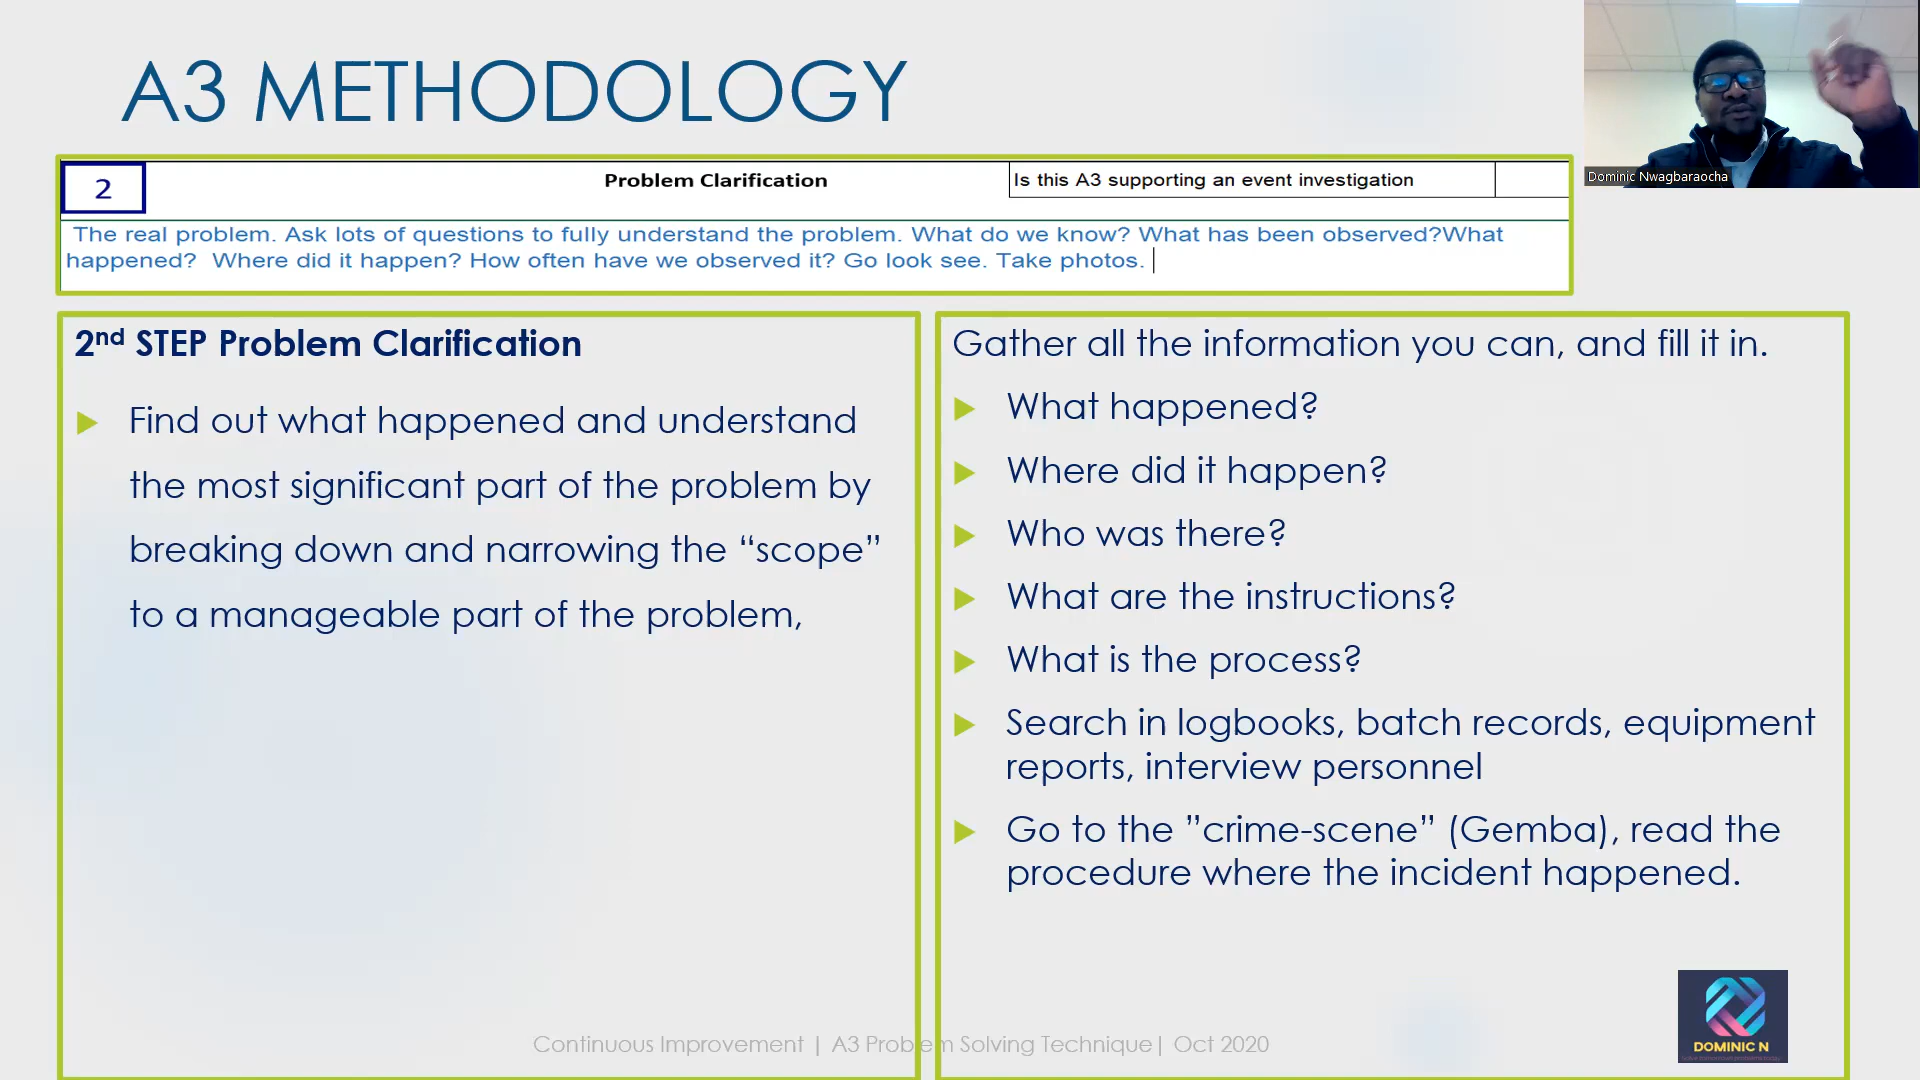 A3 METHODOLOGY
Dominic Nwagbaraocha
2
Problem Clarification
Is this A3 supporting an event investigation
The real problem. Ask lots of questions to fully understand the problem. What do we know? What has been observed?What
happened? Where did it happen? How often have we observed it? Go look see. Take photos.
2nd STEP Problem Clarification
Find out what happened and understand
the most significant part of the problem by
breaking down and narrowing the “scope”
to a manageable part of the problem,
Gather all the information you can, and fill it in.
What happened?
Where did it happen?
Who was there?
What are the instructions?
What is the process?
Search in logbooks, batch records, equipment
reports, interview personnel
Go to the ”crime-scene” (Gemba), read the
procedure where the incident happened.
Continuous Improvement | A3 Problem Solving Technique| Oct 2020
DOMINIC N